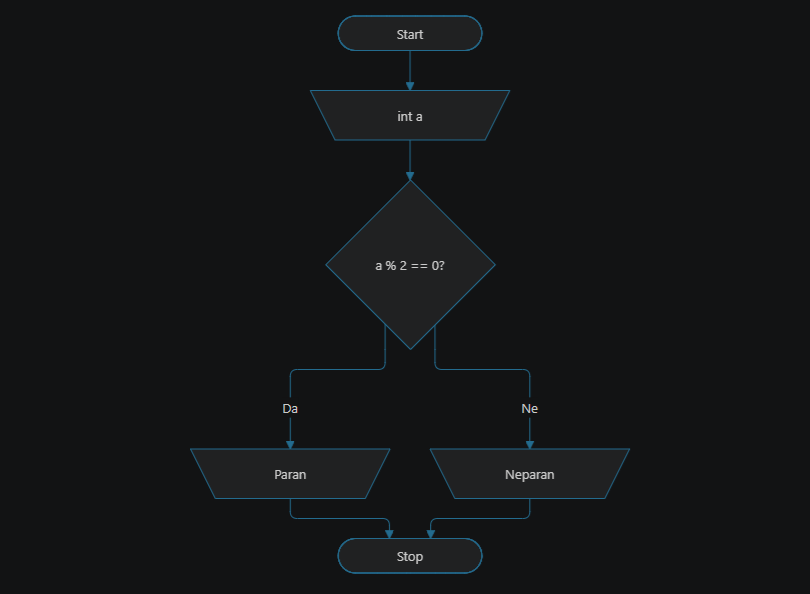 Start
int a
a % 2 == 0?
Da
Ne
Paran
Neparan
Stop